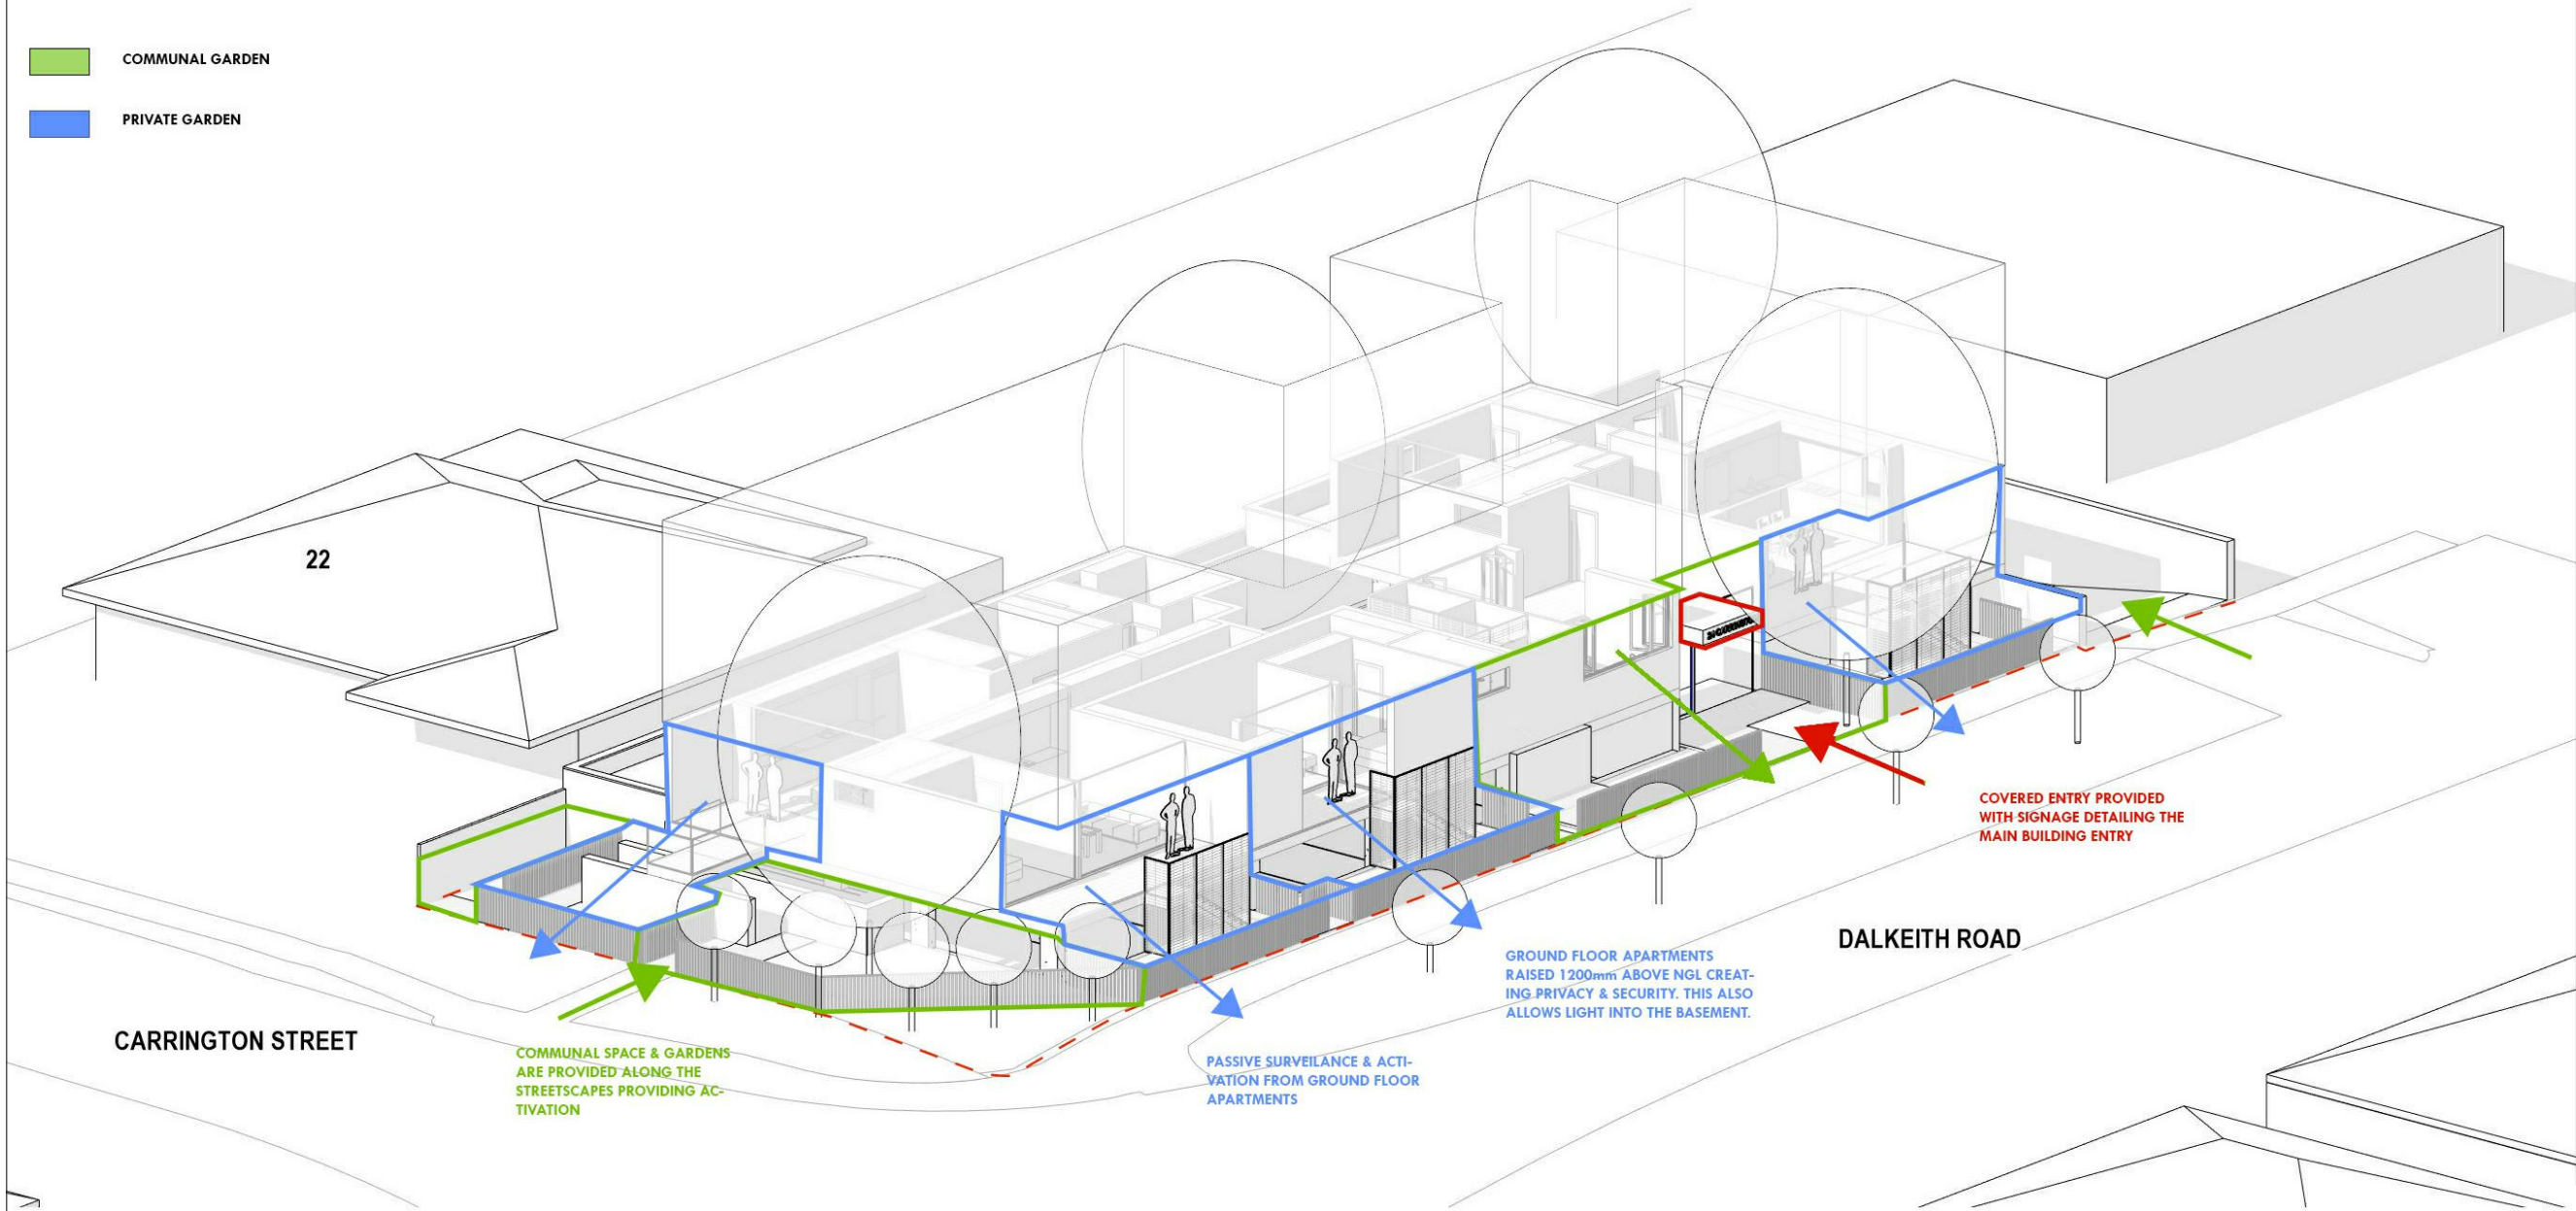 COMMUNAL GARDEN
PRIVATE GARDEN
22
COVERED ENTRY PROVIDED
WITH SIGNAGE DETAILING THE
MAIN BUILDING ENTRY
DALKEITH ROAD
GROUND FLOOR APARTMENTS
RAISED 1200mm ABOVE NGL CREAT-
ING PRIVACY & SECURITY. THIS ALSO
ALLOWS LIGHT INTO THE BASEMENT.
CARRINGTON STREET
COMMUNAL SPACE & GARDENS
ARE PROVIDED ALONG THE
STREETSCAPES PROVIDING AC-
TIVATION
PASSIVE SURVEILANCE & ACTI-
VATION FROM GROUND FLOOR
APARTMENTS